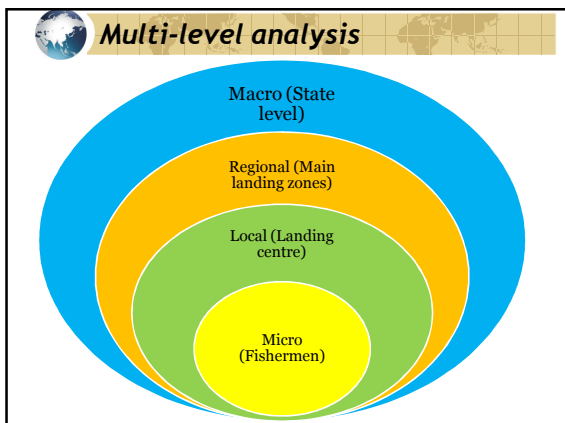 Multi-level analysis
Macro (State
level)
Regional (Main
landing zones)
Local (Landing
centre)
Micro
(Fishermen)